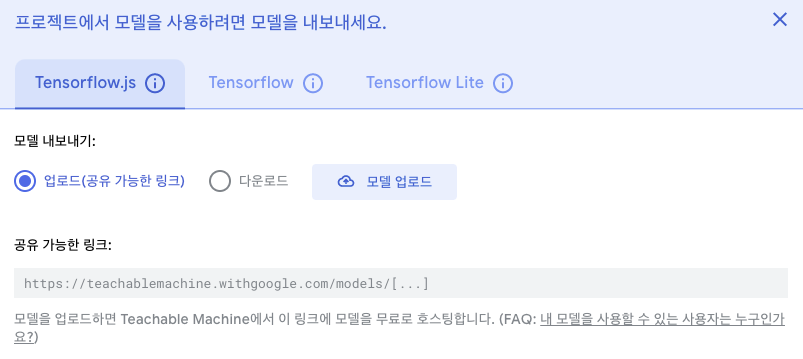 프로젝트에서 모델을 사용하려면 모델을 내보내세요.
Tensorflow.js Tensorflow Tensorflow Lite
모델 내보내기:
업로드(공유 가능한 링크) 다운로드 모델 업로드
공유 가능한 링크:
https://teachablemachine.withgoogle.com/models/[...]
모델을 업로드하면 Teachable Machine에서 이 링크에 모델을 무료로 호스팅합니다. (FAQ: 내 모델을 사용할 수 있는 사용자는 누구인가
요?)